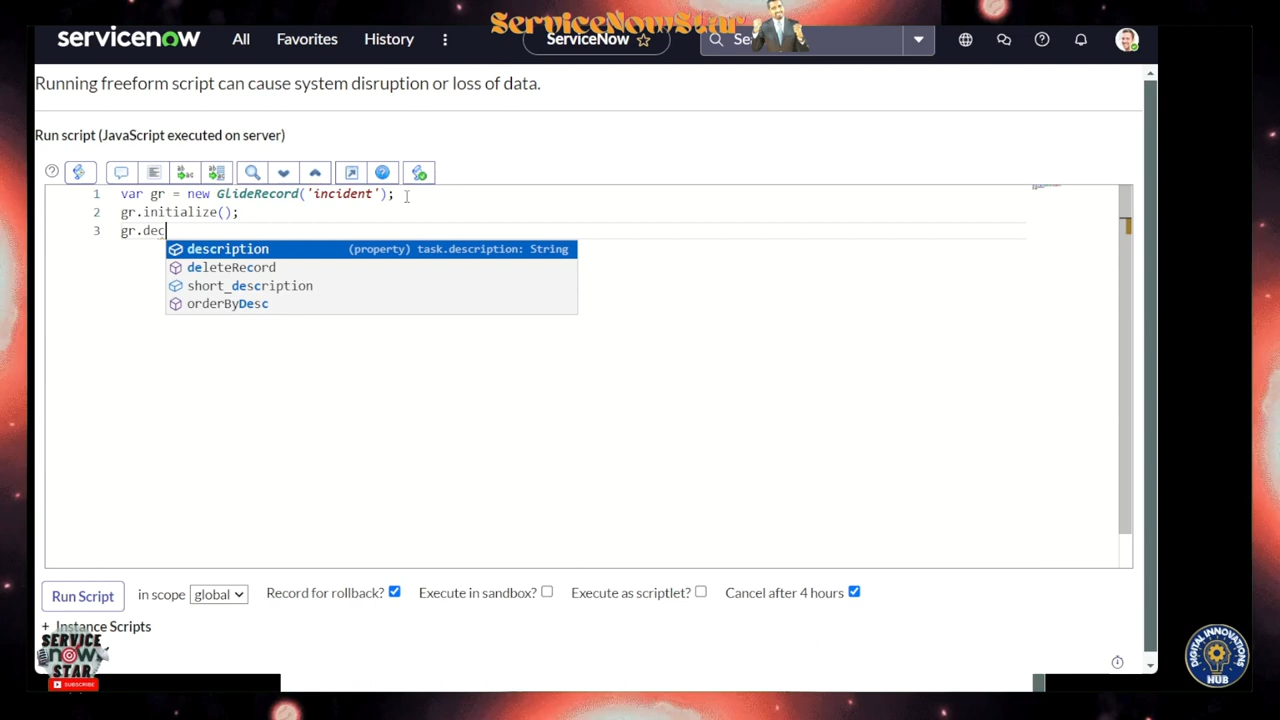 ServiceNowStar
servicenow All Favorites History ServiceNow Se
Running freeform script can cause system disruption or loss of data.
Run script (JavaScript executed on server)
1 var gr = new GlideRecord('incident');
2 gr.initialize();
3 gr.dec
description (property) task.description: String
deleteRecord
short_description
orderByDesc
Run Script in scope global Record for rollback? Execute in sandbox? Execute as scriptlet? Cancel after 4 hours
+ Instance Scripts
SERVICE
NOW
STAR
SUBSCRIBE
DIGITAL INNOVATIONS
HUB